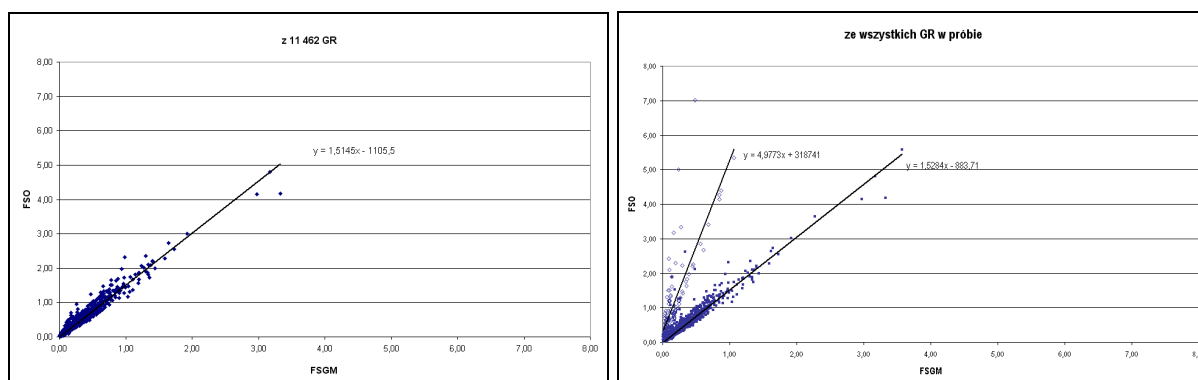 z 11 462 GR
8,00
7,00
6,00
5,00
4,00
3,00
2,00
1,00
0,00
FSO
y = 1,5145x - 1105,5
0,00 1,00 2,00 3,00 4,00 5,00 6,00 7,00 8,00
FSGM
ze wszystkich GR w próbie
8,00
7,00
6,00
5,00
4,00
3,00
2,00
1,00
0,00
FSO
y = 4,9773x + 318741
y = 1,5284x - 883,71
0,00 1,00 2,00 3,00 4,00 5,00 6,00 7,00 8,00
FSGM